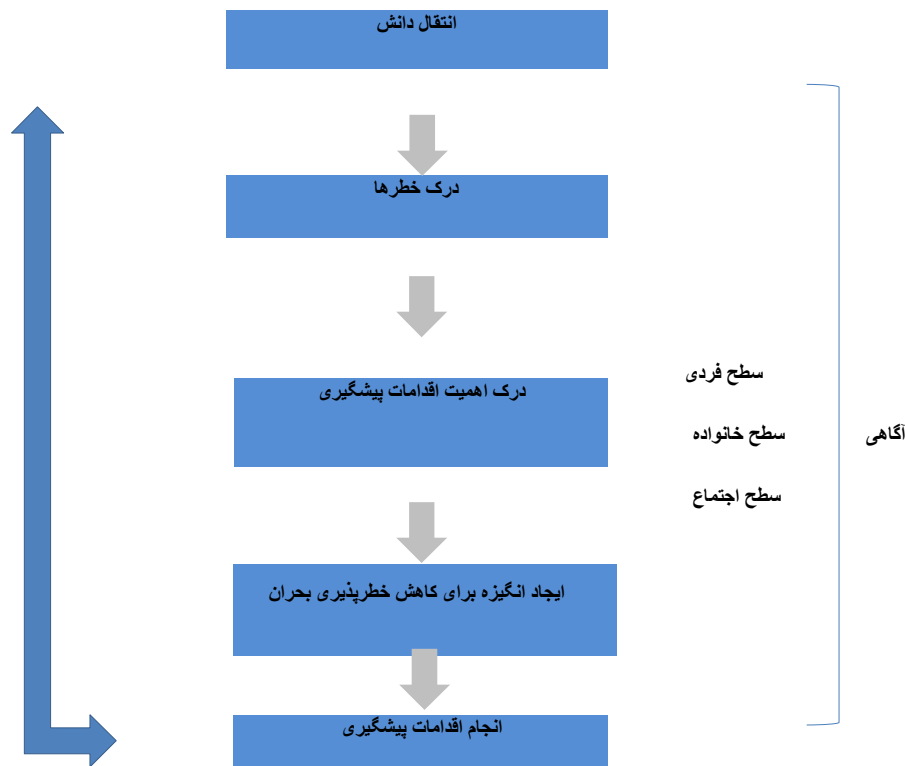 انتقال دانش
درک خطرها
درک اهمیت اقدامات پیشگیری
ایجاد انگیزه برای کاهش خطرپذیری بحران
انجام اقدامات پیشگیری
سطح فردی
سطح خانواده
سطح اجتماع
آگاهی